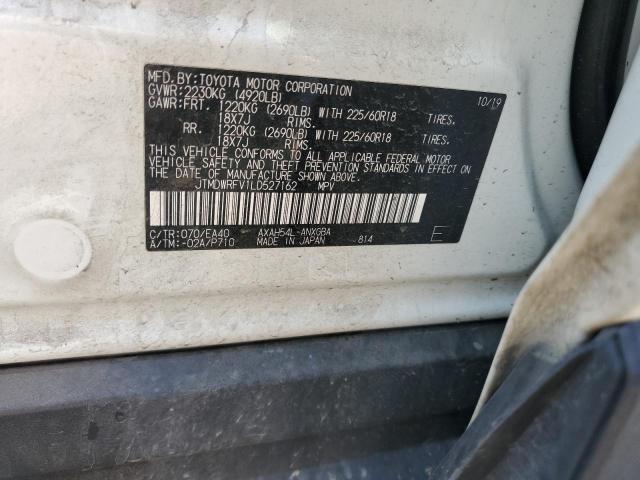 MFD.BY:TOYOTA MOTOR CORPORATION 10/19
GVWR:2230KG (4920LB)
GAWR:FRT. 1220KG (2690LB) WITH 225/60R18 TIRES.
18X7J RIMS.
RR. 1220KG (2690LB) WITH 225/60R18 TIRES.
18X7J RIMS.
THIS VEHICLE CONFORMS TO ALL APPLICABLE FEDERAL MOTOR
VEHICLE SAFETY AND THEFT PREVENTION STANDARDS IN EFFECT ON
THE DATE OF MANUFACTURE SHOWN ABOVE.
JTMDWRFV1LD527162 MPV
C/TR:070/EA40 AXAH54L-ANXGBA
A/TM:-02A/P710 MADE IN JAPAN 814 E